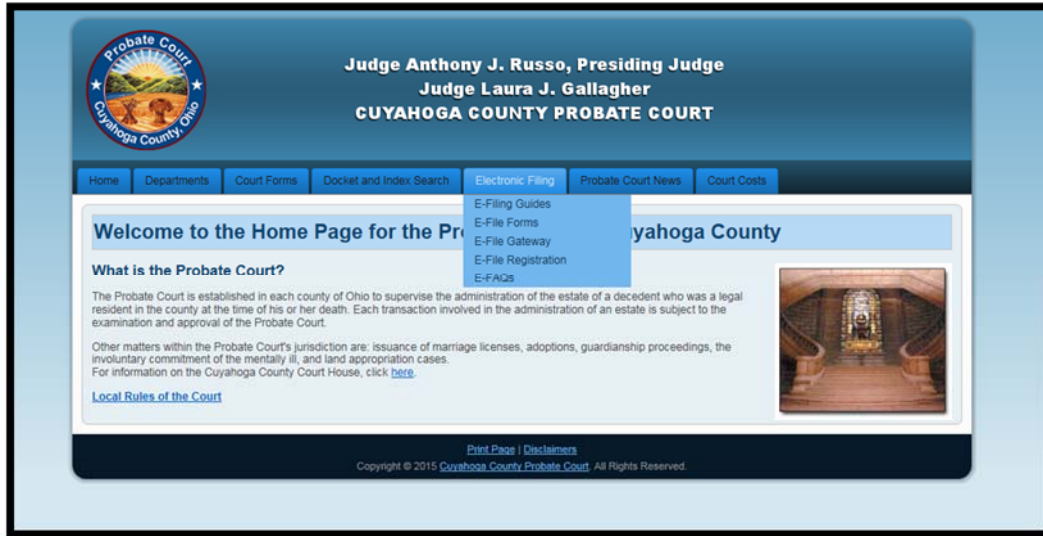 Probate Court
Cuyahoga County, Ohio
Judge Anthony J. Russo, Presiding Judge
Judge Laura J. Gallagher
CUYAHOGA COUNTY PROBATE COURT
Home Departments Court Forms Docket and Index Search Electronic Filing Probate Court News Court Costs
E-Filing Guides
E-File Forms
E-File Gateway
E-File Registration
E-FAQs
Welcome to the Home Page for the Pr yahoga County
What is the Probate Court?
The Probate Court is established in each county of Ohio to supervise the administration of the estate of a decedent who was a legal
resident in the county at the time of his or her death. Each transaction involved in the administration of an estate is subject to the
examination and approval of the Probate Court.
Other matters within the Probate Court's jurisdiction are: issuance of marriage licenses, adoptions, guardianship proceedings, the
involuntary commitment of the mentally ill, and land appropriation cases.
For information on the Cuyahoga County Court House, click here.
Local Rules of the Court
Print Page | Disclaimers
Copyright © 2015 Cuyahoga County Probate Court. All Rights Reserved.